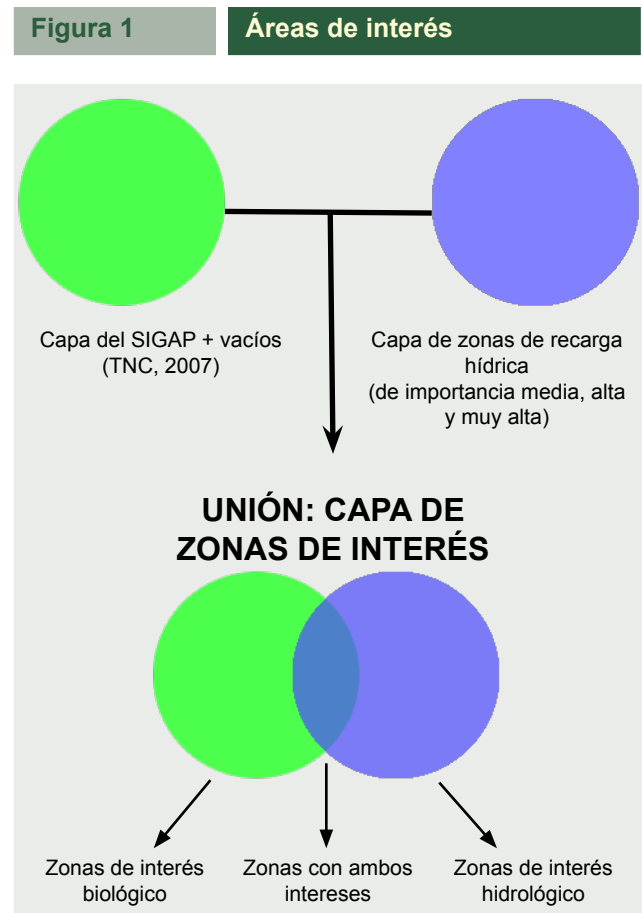 Figura 1
Áreas de interés
Capa del SIGAP + vacíos
(TNC, 2007)
Capa de zonas de recarga
hídrica
(de importancia media, alta
y muy alta)
UNIÓN: CAPA DE
ZONAS DE INTERÉS
Zonas de interés
biológico
Zonas con ambos
intereses
Zonas de interés
hidrológico